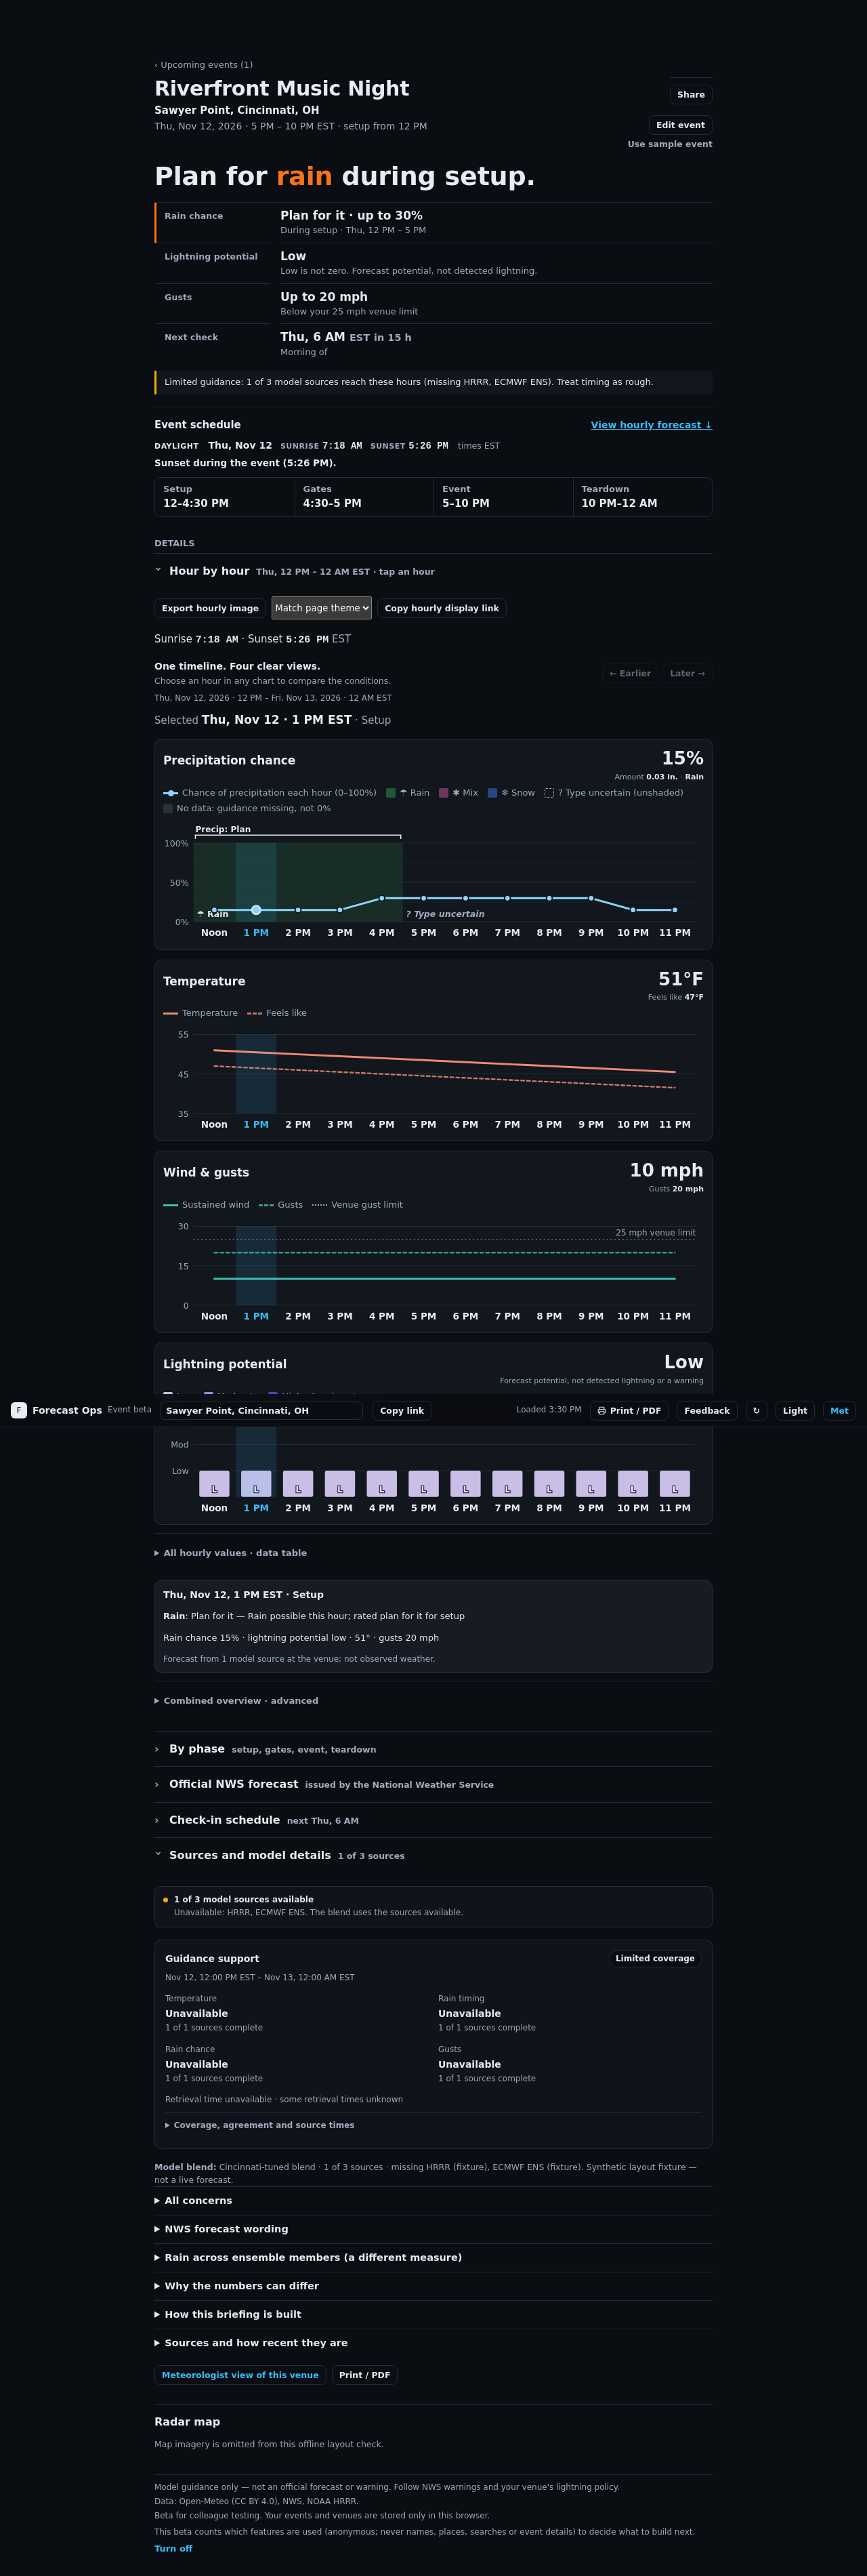 ‹ Upcoming events (1)
Riverfront Music Night
Sawyer Point, Cincinnati, OH
Thu, Nov 12, 2026 · 5 PM – 10 PM EST · setup from 12 PM
Share
Edit event
Use sample event
Plan for rain during setup.
Rain chance
Plan for it · up to 30%
During setup · Thu, 12 PM – 5 PM
Lightning potential
Low
Low is not zero. Forecast potential, not detected lightning.
Gusts
Up to 20 mph
Below your 25 mph venue limit
Next check
Thu, 6 AM EST in 15 h
Morning of
Limited guidance: 1 of 3 model sources reach these hours (missing HRRR, ECMWF ENS). Treat timing as rough.
Event schedule
View hourly forecast ↓
DAYLIGHT Thu, Nov 12 SUNRISE 7:18 AM SUNSET 5:26 PM times EST
Sunset during the event (5:26 PM).
Setup
12–4:30 PM
Gates
4:30–5 PM
Event
5–10 PM
Teardown
10 PM–12 AM
DETAILS
Hour by hour Thu, 12 PM – 12 AM EST · tap an hour
Export hourly image
Match page theme
Copy hourly display link
Sunrise 7:18 AM · Sunset 5:26 PM EST
One timeline. Four clear views.
Choose an hour in any chart to compare the conditions.
← Earlier
Later →
Thu, Nov 12, 2026 · 12 PM – Fri, Nov 13, 2026 · 12 AM EST
Selected Thu, Nov 12 · 1 PM EST · Setup
Precipitation chance
15%
Amount 0.03 in. · Rain
Chance of precipitation each hour (0–100%) ☂ Rain ✱ Mix ❄ Snow ? Type uncertain (unshaded)
No data: guidance missing, not 0%
Precip: Plan
100%
50%
0%
☂ Rain
? Type uncertain
Noon 1 PM 2 PM 3 PM 4 PM 5 PM 6 PM 7 PM 8 PM 9 PM 10 PM 11 PM
Temperature
51°F
Feels like 47°F
Temperature Feels like
55
45
35
Noon 1 PM 2 PM 3 PM 4 PM 5 PM 6 PM 7 PM 8 PM 9 PM 10 PM 11 PM
Wind & gusts
10 mph
Gusts 20 mph
Sustained wind Gusts Venue gust limit
30
25 mph venue limit
15
0
Noon 1 PM 2 PM 3 PM 4 PM 5 PM 6 PM 7 PM 8 PM 9 PM 10 PM 11 PM
Lightning potential
Low
Forecast potential, not detected lightning or a warning
F Forecast Ops Event beta Sawyer Point, Cincinnati, OH Copy link Loaded 3:30 PM Print / PDF Feedback ↻ Light Met
Mod
Low
L L L L L L L L L L L L
Noon 1 PM 2 PM 3 PM 4 PM 5 PM 6 PM 7 PM 8 PM 9 PM 10 PM 11 PM
All hourly values · data table
Thu, Nov 12, 1 PM EST · Setup
Rain: Plan for it — Rain possible this hour; rated plan for it for setup
Rain chance 15% · lightning potential low · 51° · gusts 20 mph
Forecast from 1 model source at the venue; not observed weather.
Combined overview · advanced
By phase setup, gates, event, teardown
Official NWS forecast issued by the National Weather Service
Check-in schedule next Thu, 6 AM
Sources and model details 1 of 3 sources
1 of 3 model sources available
Unavailable: HRRR, ECMWF ENS. The blend uses the sources available.
Guidance support
Limited coverage
Nov 12, 12:00 PM EST – Nov 13, 12:00 AM EST
Temperature
Unavailable
1 of 1 sources complete
Rain timing
Unavailable
1 of 1 sources complete
Rain chance
Unavailable
1 of 1 sources complete
Gusts
Unavailable
1 of 1 sources complete
Retrieval time unavailable · some retrieval times unknown
Coverage, agreement and source times
Model blend: Cincinnati-tuned blend · 1 of 3 sources · missing HRRR (fixture), ECMWF ENS (fixture). Synthetic layout fixture —
not a live forecast.
All concerns
NWS forecast wording
Rain across ensemble members (a different measure)
Why the numbers can differ
How this briefing is built
Sources and how recent they are
Meteorologist view of this venue
Print / PDF
Radar map
Map imagery is omitted from this offline layout check.
Model guidance only — not an official forecast or warning. Follow NWS warnings and your venue's lightning policy.
Data: Open-Meteo (CC BY 4.0), NWS, NOAA HRRR.
Beta for colleague testing. Your events and venues are stored only in this browser.
This beta counts which features are used (anonymous; never names, places, searches or event details) to decide what to build next.
Turn off